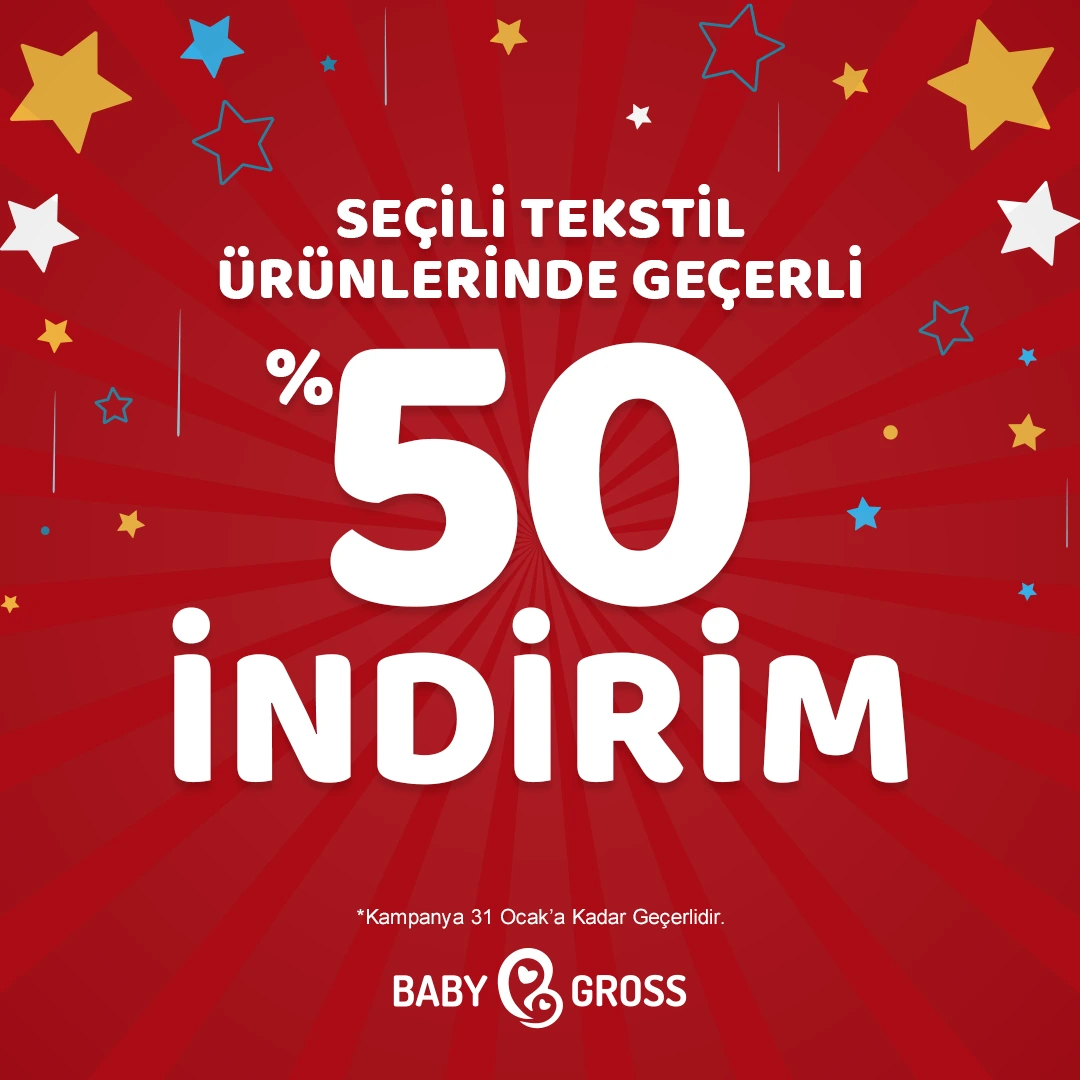 SEÇİLİ TEKSTİL
ÜRÜNLERİNDE GEÇERLİ
%50
İNDİRİM
*Kampanya 31 Ocak’a Kadar Geçerlidir.
BABY GROSS